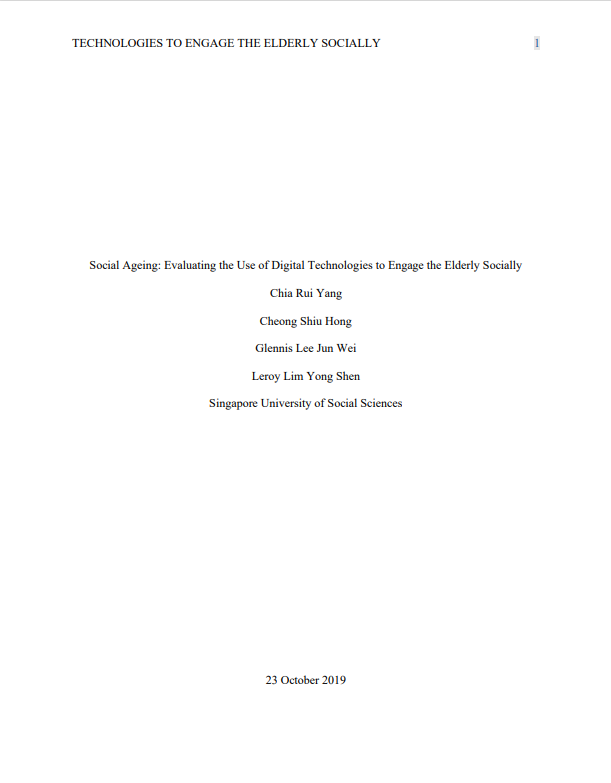 TECHNOLOGIES TO ENGAGE THE ELDERLY SOCIALLY 1
Social Ageing: Evaluating the Use of Digital Technologies to Engage the Elderly Socially
Chia Rui Yang
Cheong Shiu Hong
Glennis Lee Jun Wei
Leroy Lim Yong Shen
Singapore University of Social Sciences
23 October 2019